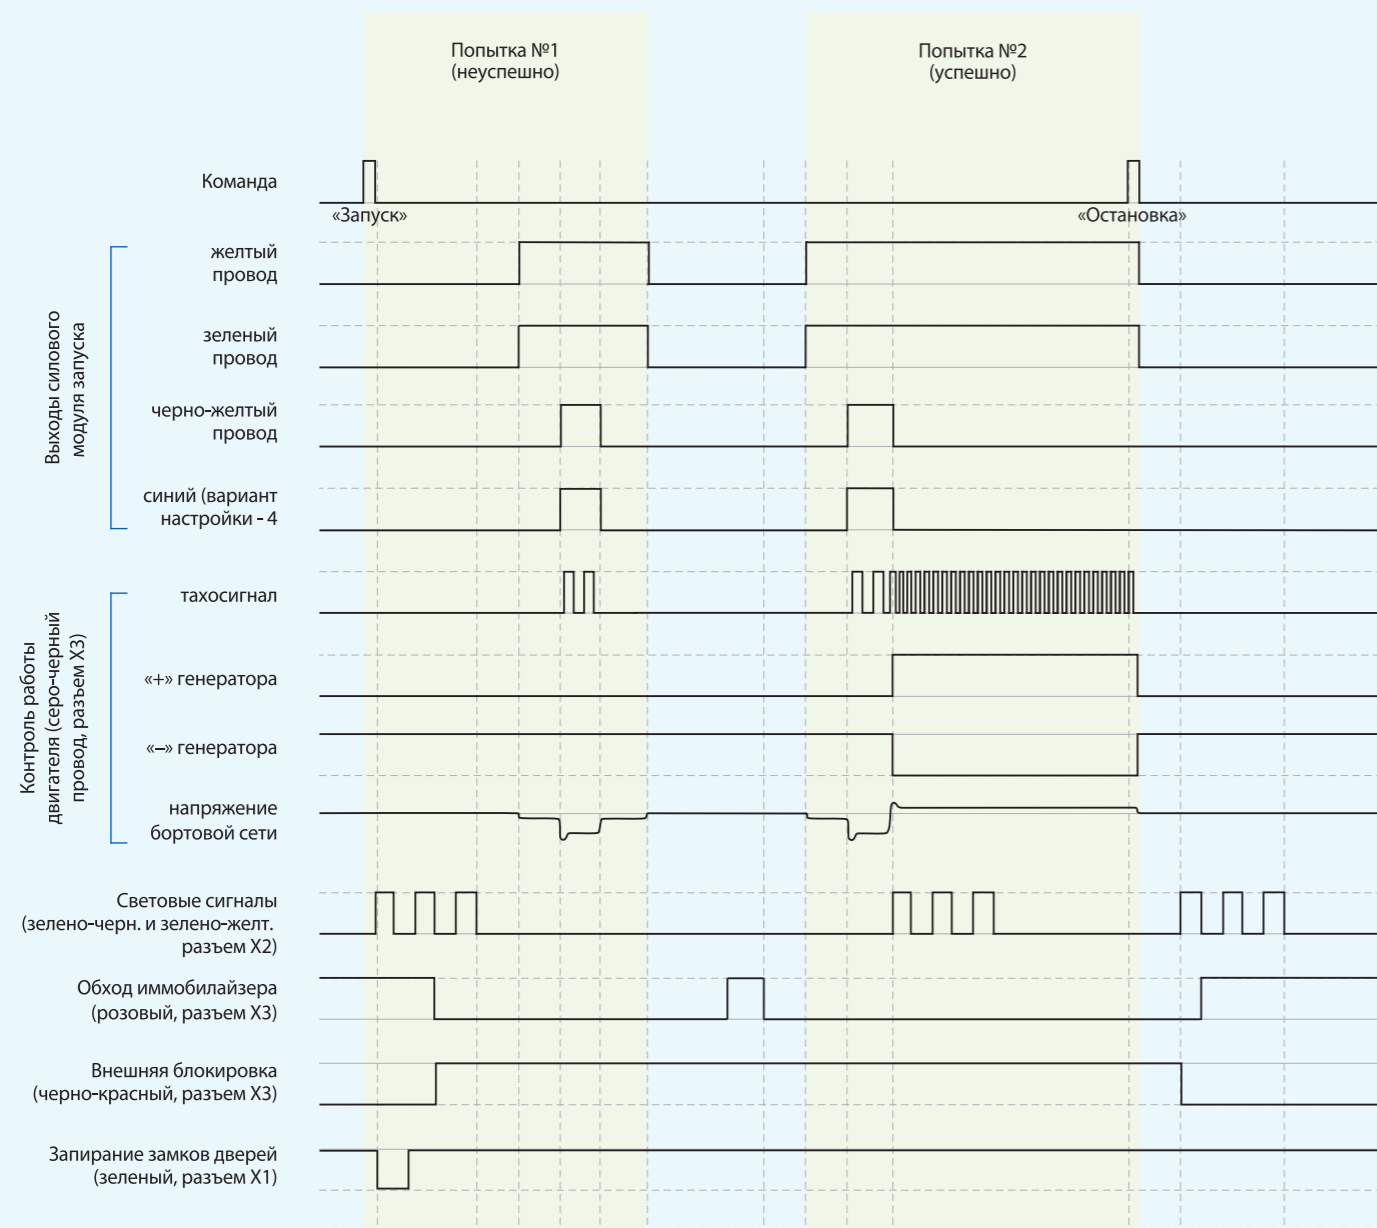 Попытка №1
(неуспешно)
Попытка №2
(успешно)
Команда
«Запуск»
«Остановка»
Выходы силового
модуля запуска
желтый
провод
зеленый
провод
черно-желтый
провод
синий (вариант
настройки - 4
Контроль работы
двигателя (серо-черный
провод, разъем X3)
тахосигнал
«+» генератора
«–» генератора
напряжение
бортовой сети
Световые сигналы
(зелено-черн. и зелено-желт.
разъем X2)
Обход иммобилайзера
(розовый, разъем X3)
Внешняя блокировка
(черно-красный, разъем X3)
Запирание замков дверей
(зеленый, разъем X1)